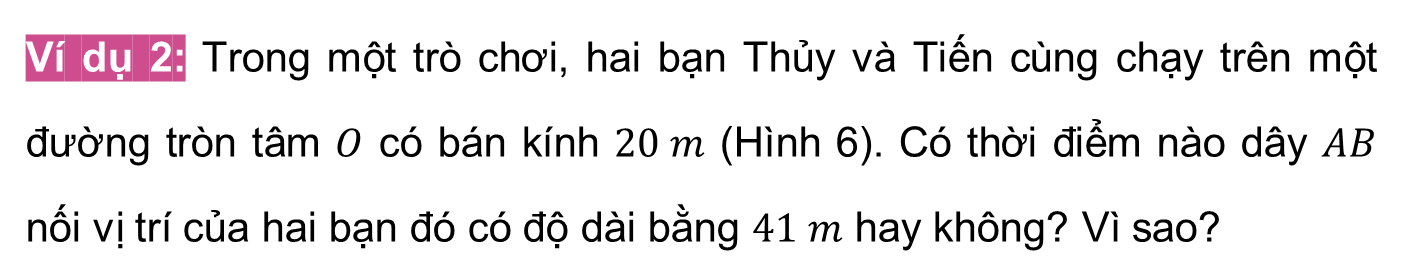 Ví dụ 2: Trong một trò chơi, hai bạn Thủy và Tiến cùng chạy trên một
đường tròn tâm O có bán kính 20 m (Hình 6). Có thời điểm nào dây AB
nối vị trí của hai bạn đó có độ dài bằng 41 m hay không? Vì sao?